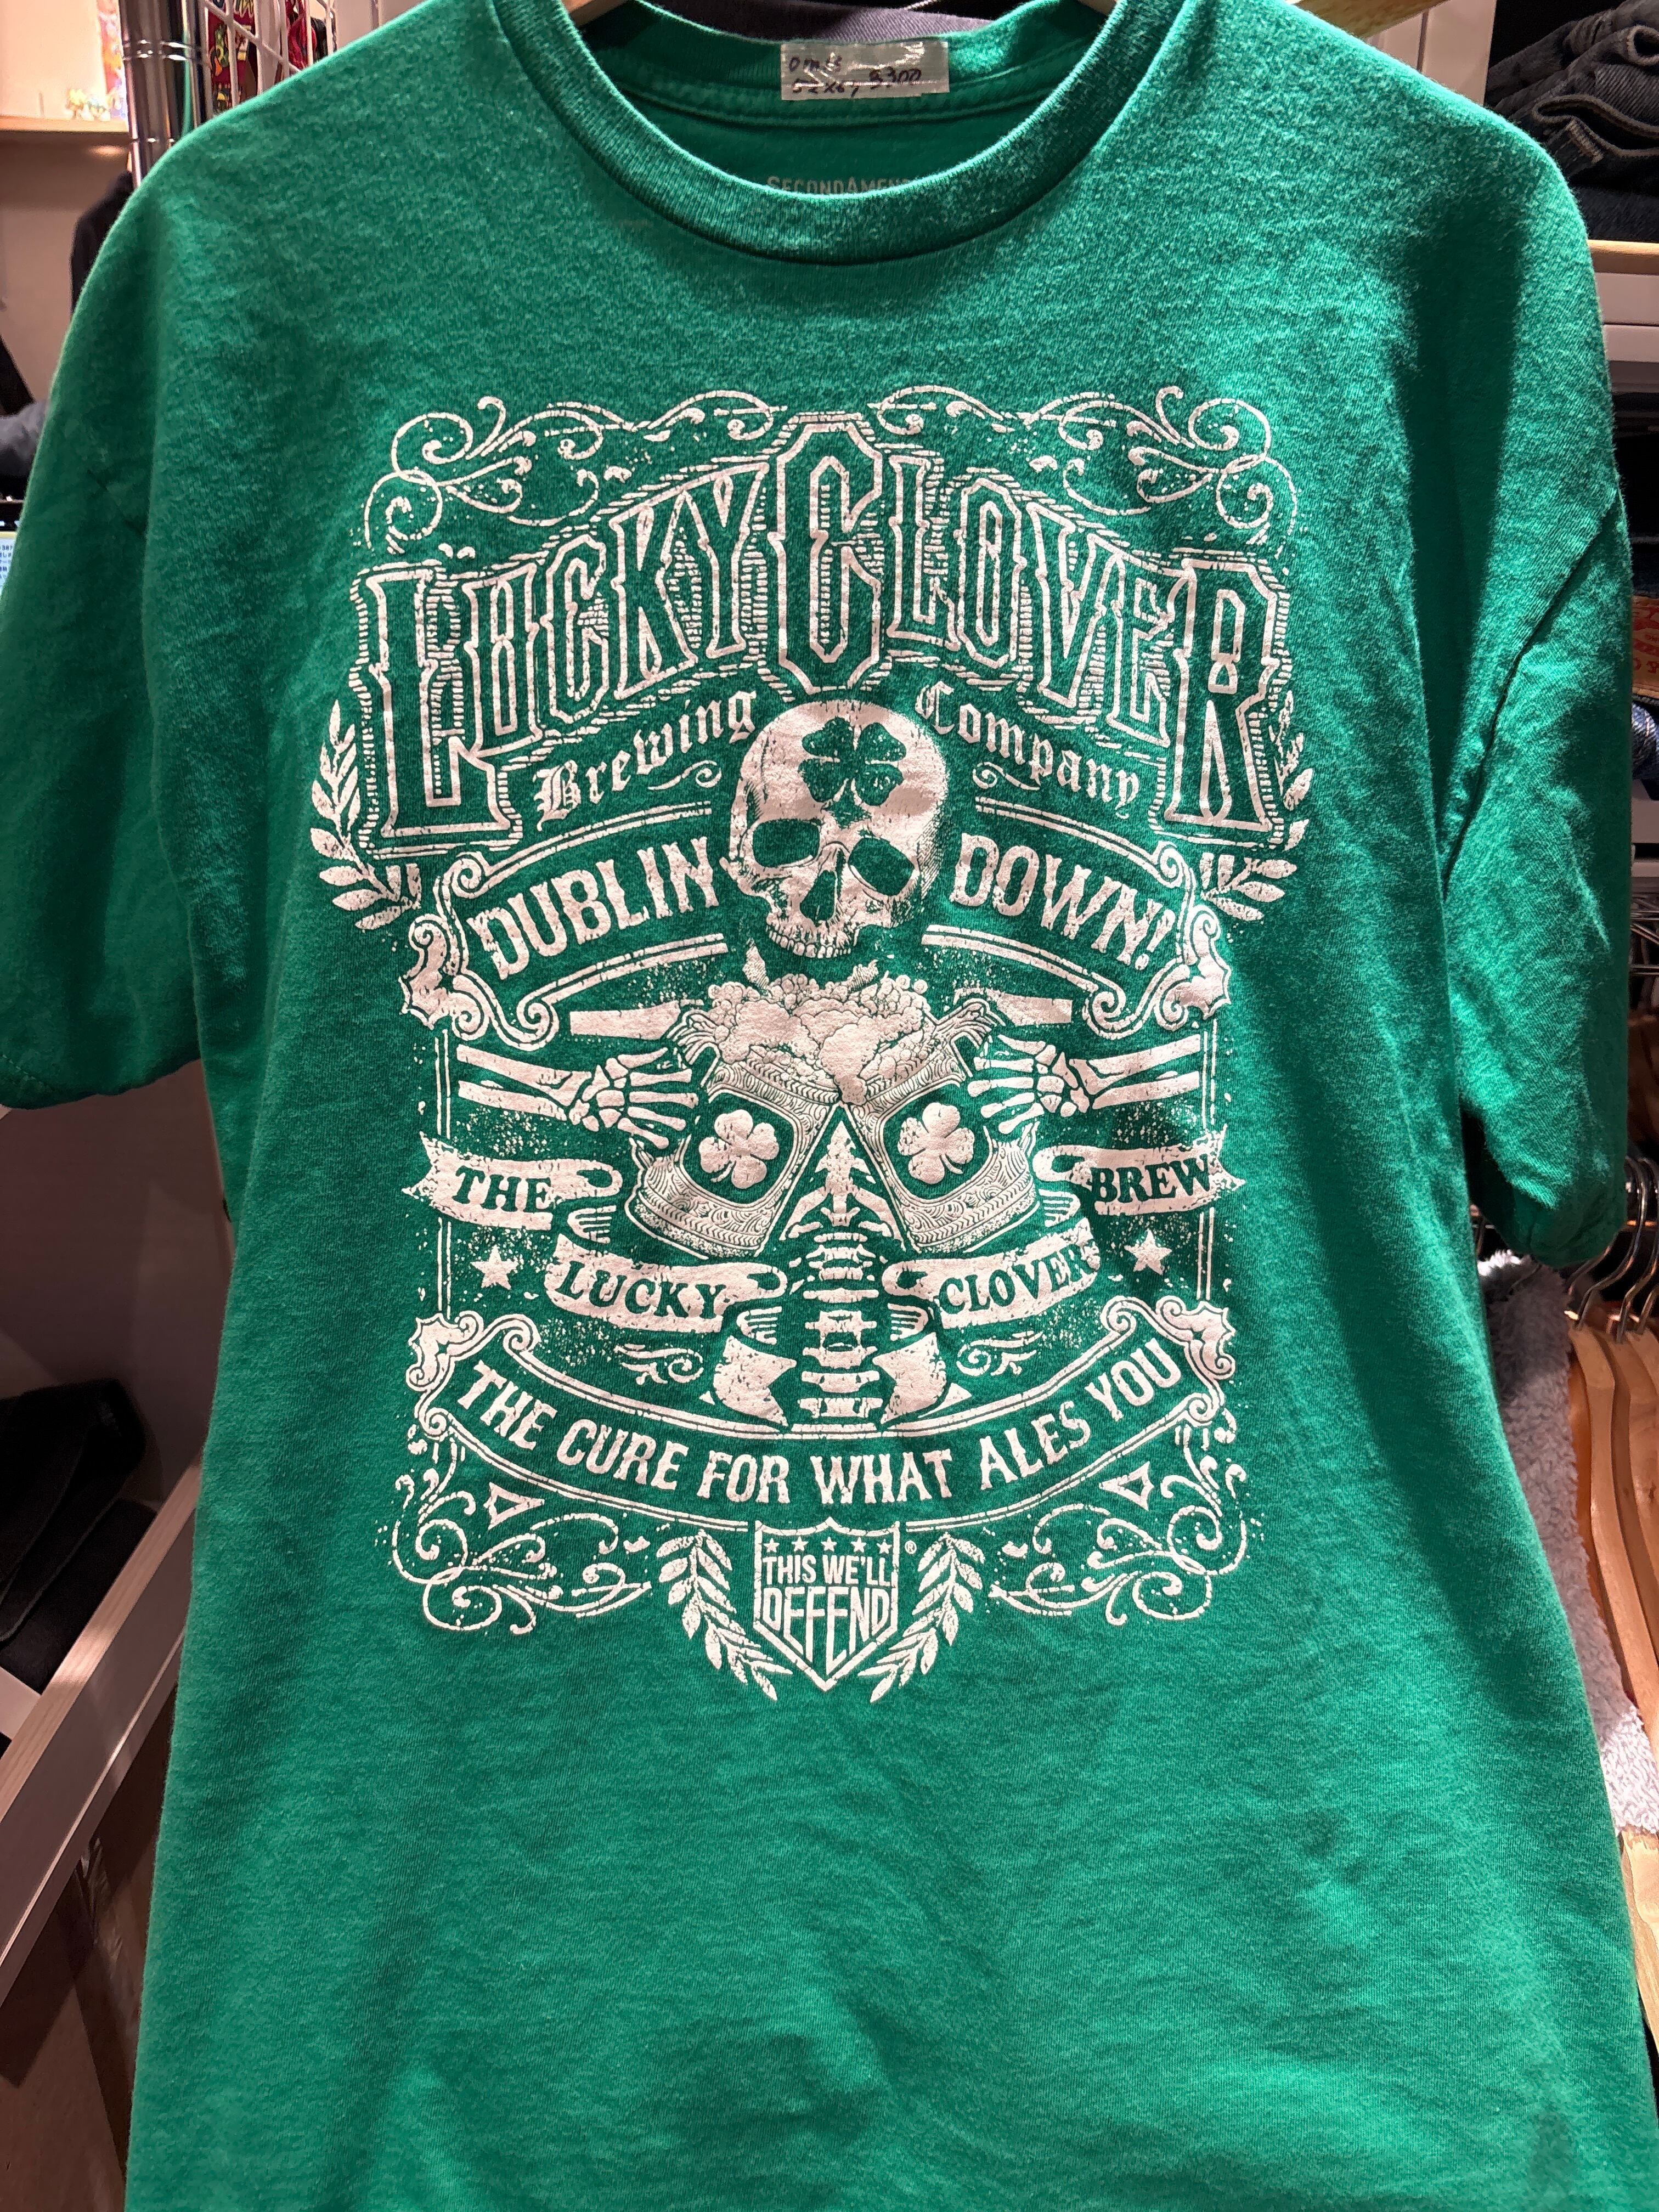 3300
LUCKY CLOVER
Brewing Company
DUBLIN DOWN!
THE BREW
LUCKY CLOVER
THE CURE FOR WHAT ALES YOU
THIS WE'LL ®
DEFEND